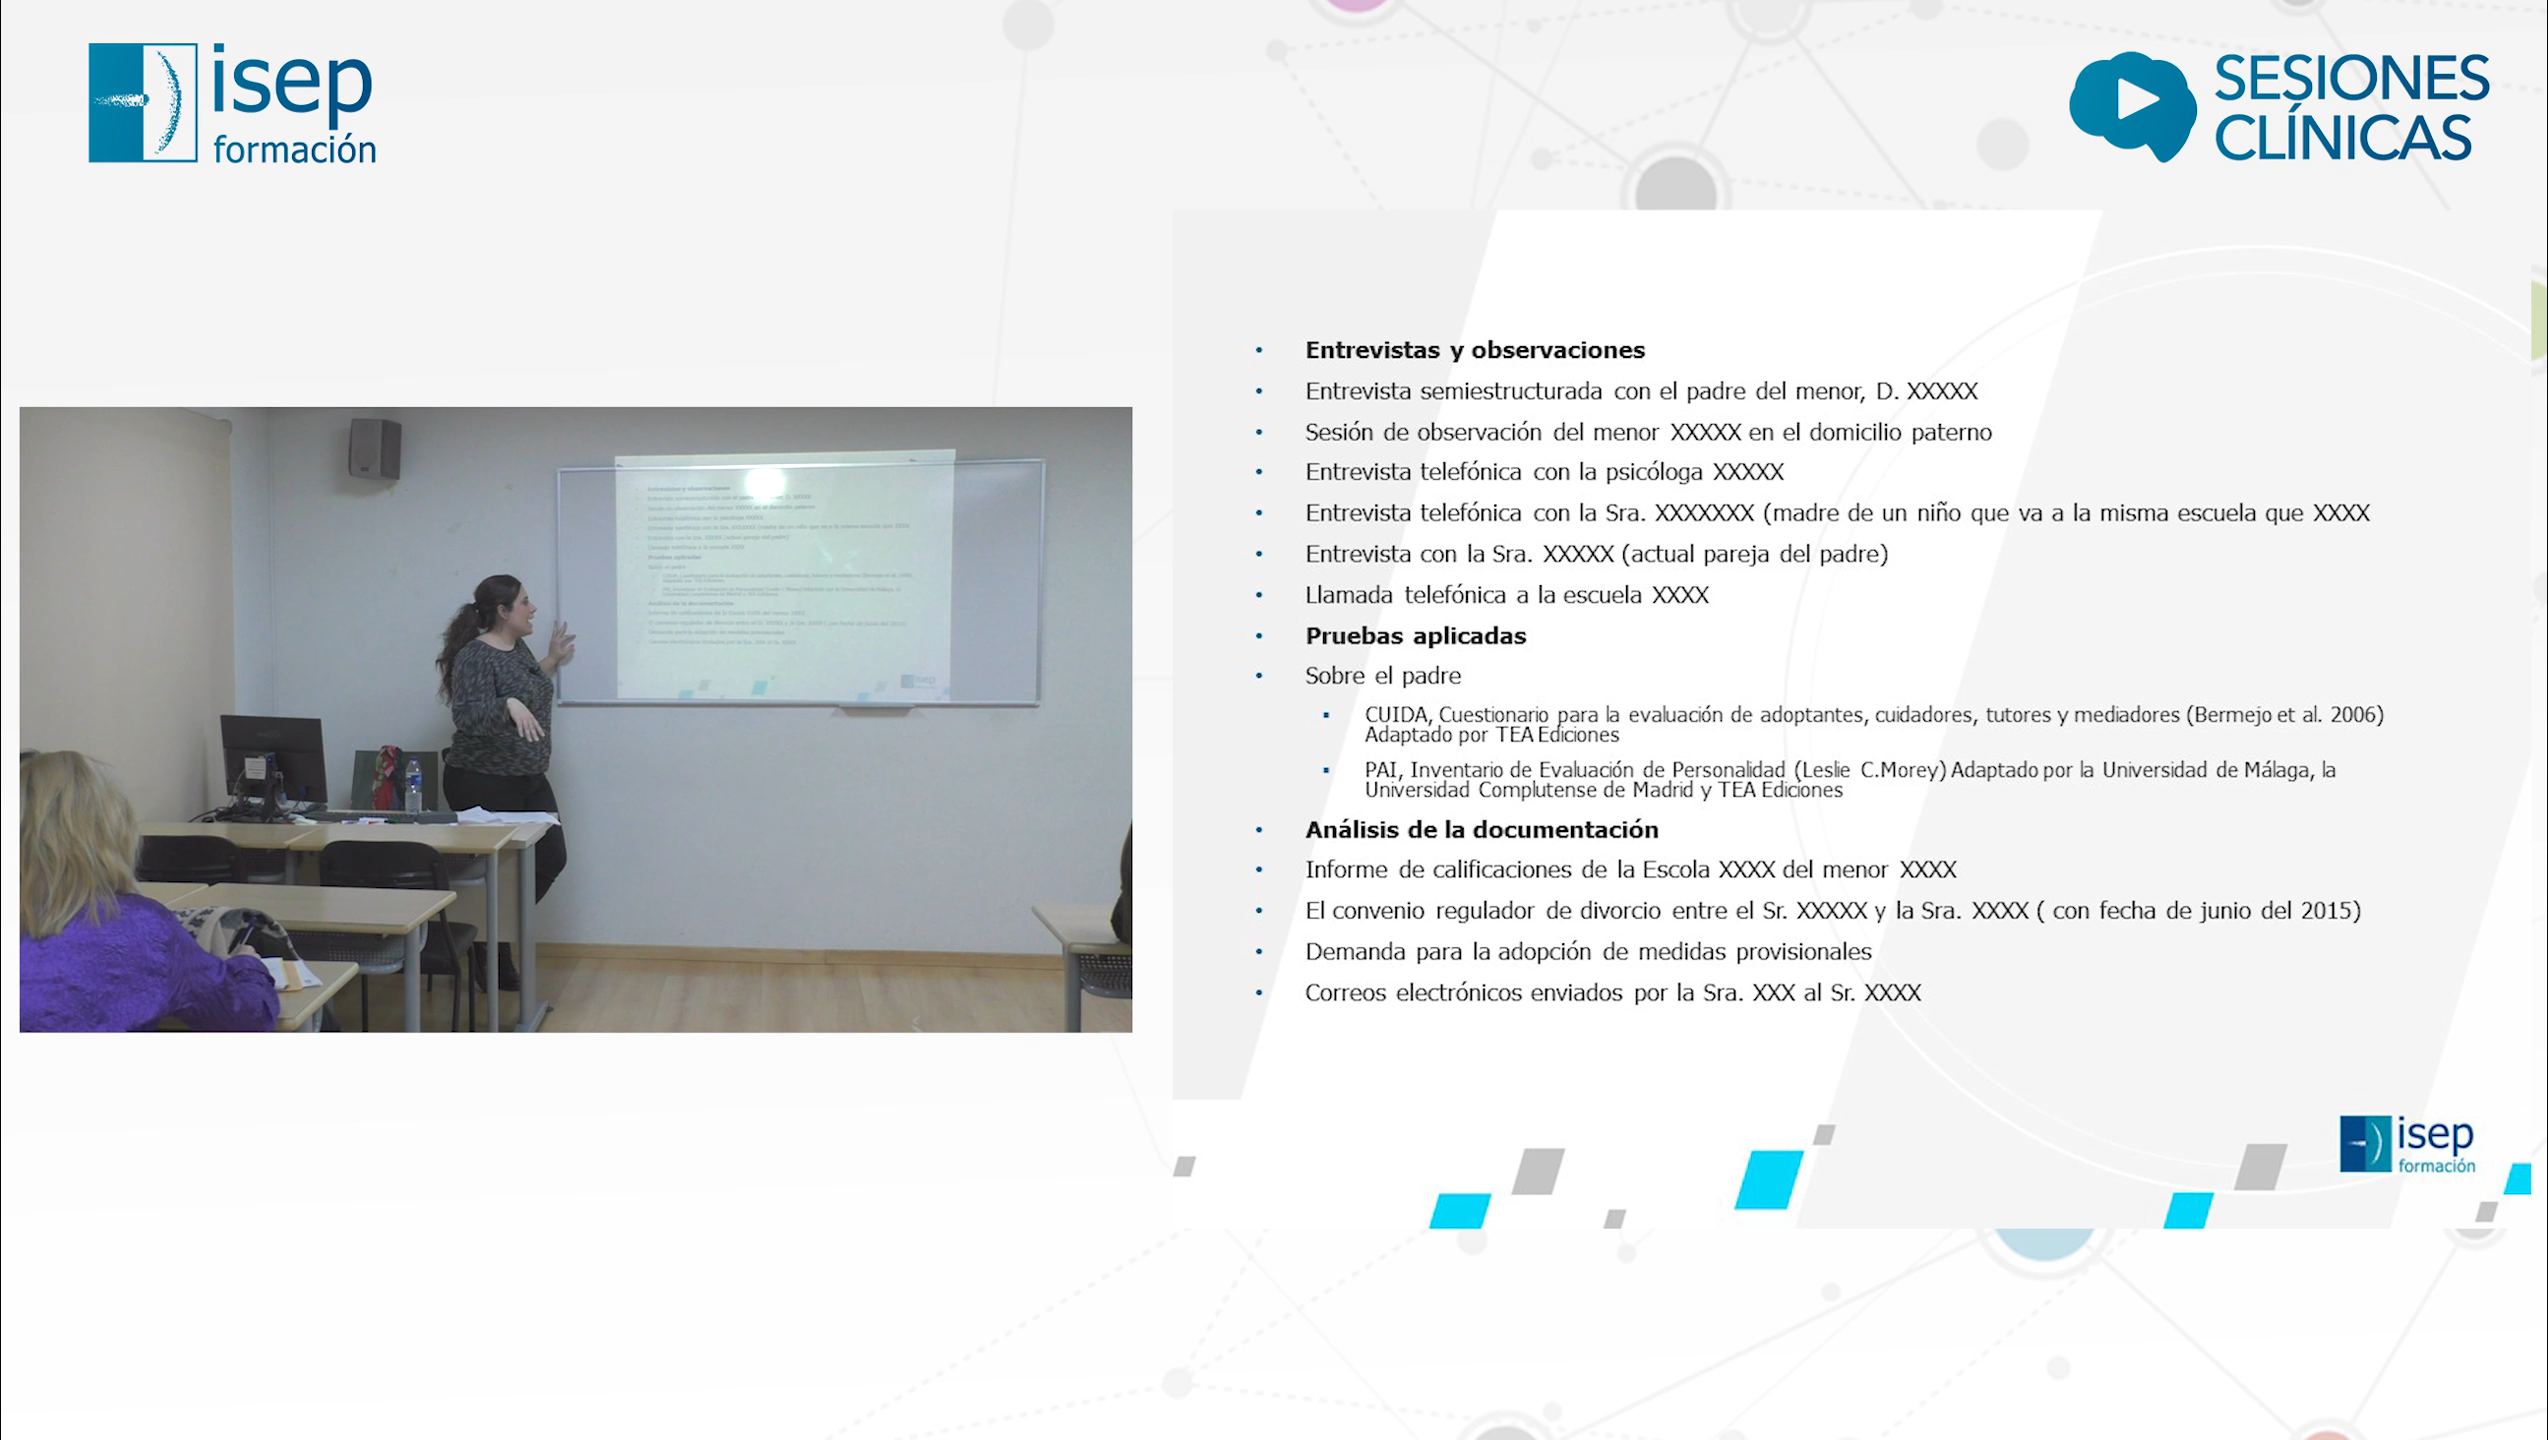 isep
formación
SESIONES
CLÍNICAS
• Entrevistas y observaciones
• Entrevista semiestructurada con el padre del menor, D. XXXXX
• Sesión de observación del menor XXXXX en el domicilio paterno
• Entrevista telefónica con la psicóloga XXXXX
• Entrevista telefónica con la Sra. XXXXXXX (madre de un niño que va a la misma escuela que XXXX
• Entrevista con la Sra. XXXXX (actual pareja del padre)
• Llamada telefónica a la escuela XXXX
• Pruebas aplicadas
• Sobre el padre
▪ CUIDA, Cuestionario para la evaluación de adoptantes, cuidadores, tutores y mediadores (Bermejo et al. 2006)
Adaptado por TEA Ediciones
▪ PAI, Inventario de Evaluación de Personalidad (Leslie C.Morey) Adaptado por la Universidad de Málaga, la
Universidad Complutense de Madrid y TEA Ediciones
• Análisis de la documentación
• Informe de calificaciones de la Escola XXXX del menor XXXX
• El convenio regulador de divorcio entre el Sr. XXXXX y la Sra. XXXX ( con fecha de junio del 2015)
• Demanda para la adopción de medidas provisionales
• Correos electrónicos enviados por la Sra. XXX al Sr. XXXX
isep
formación